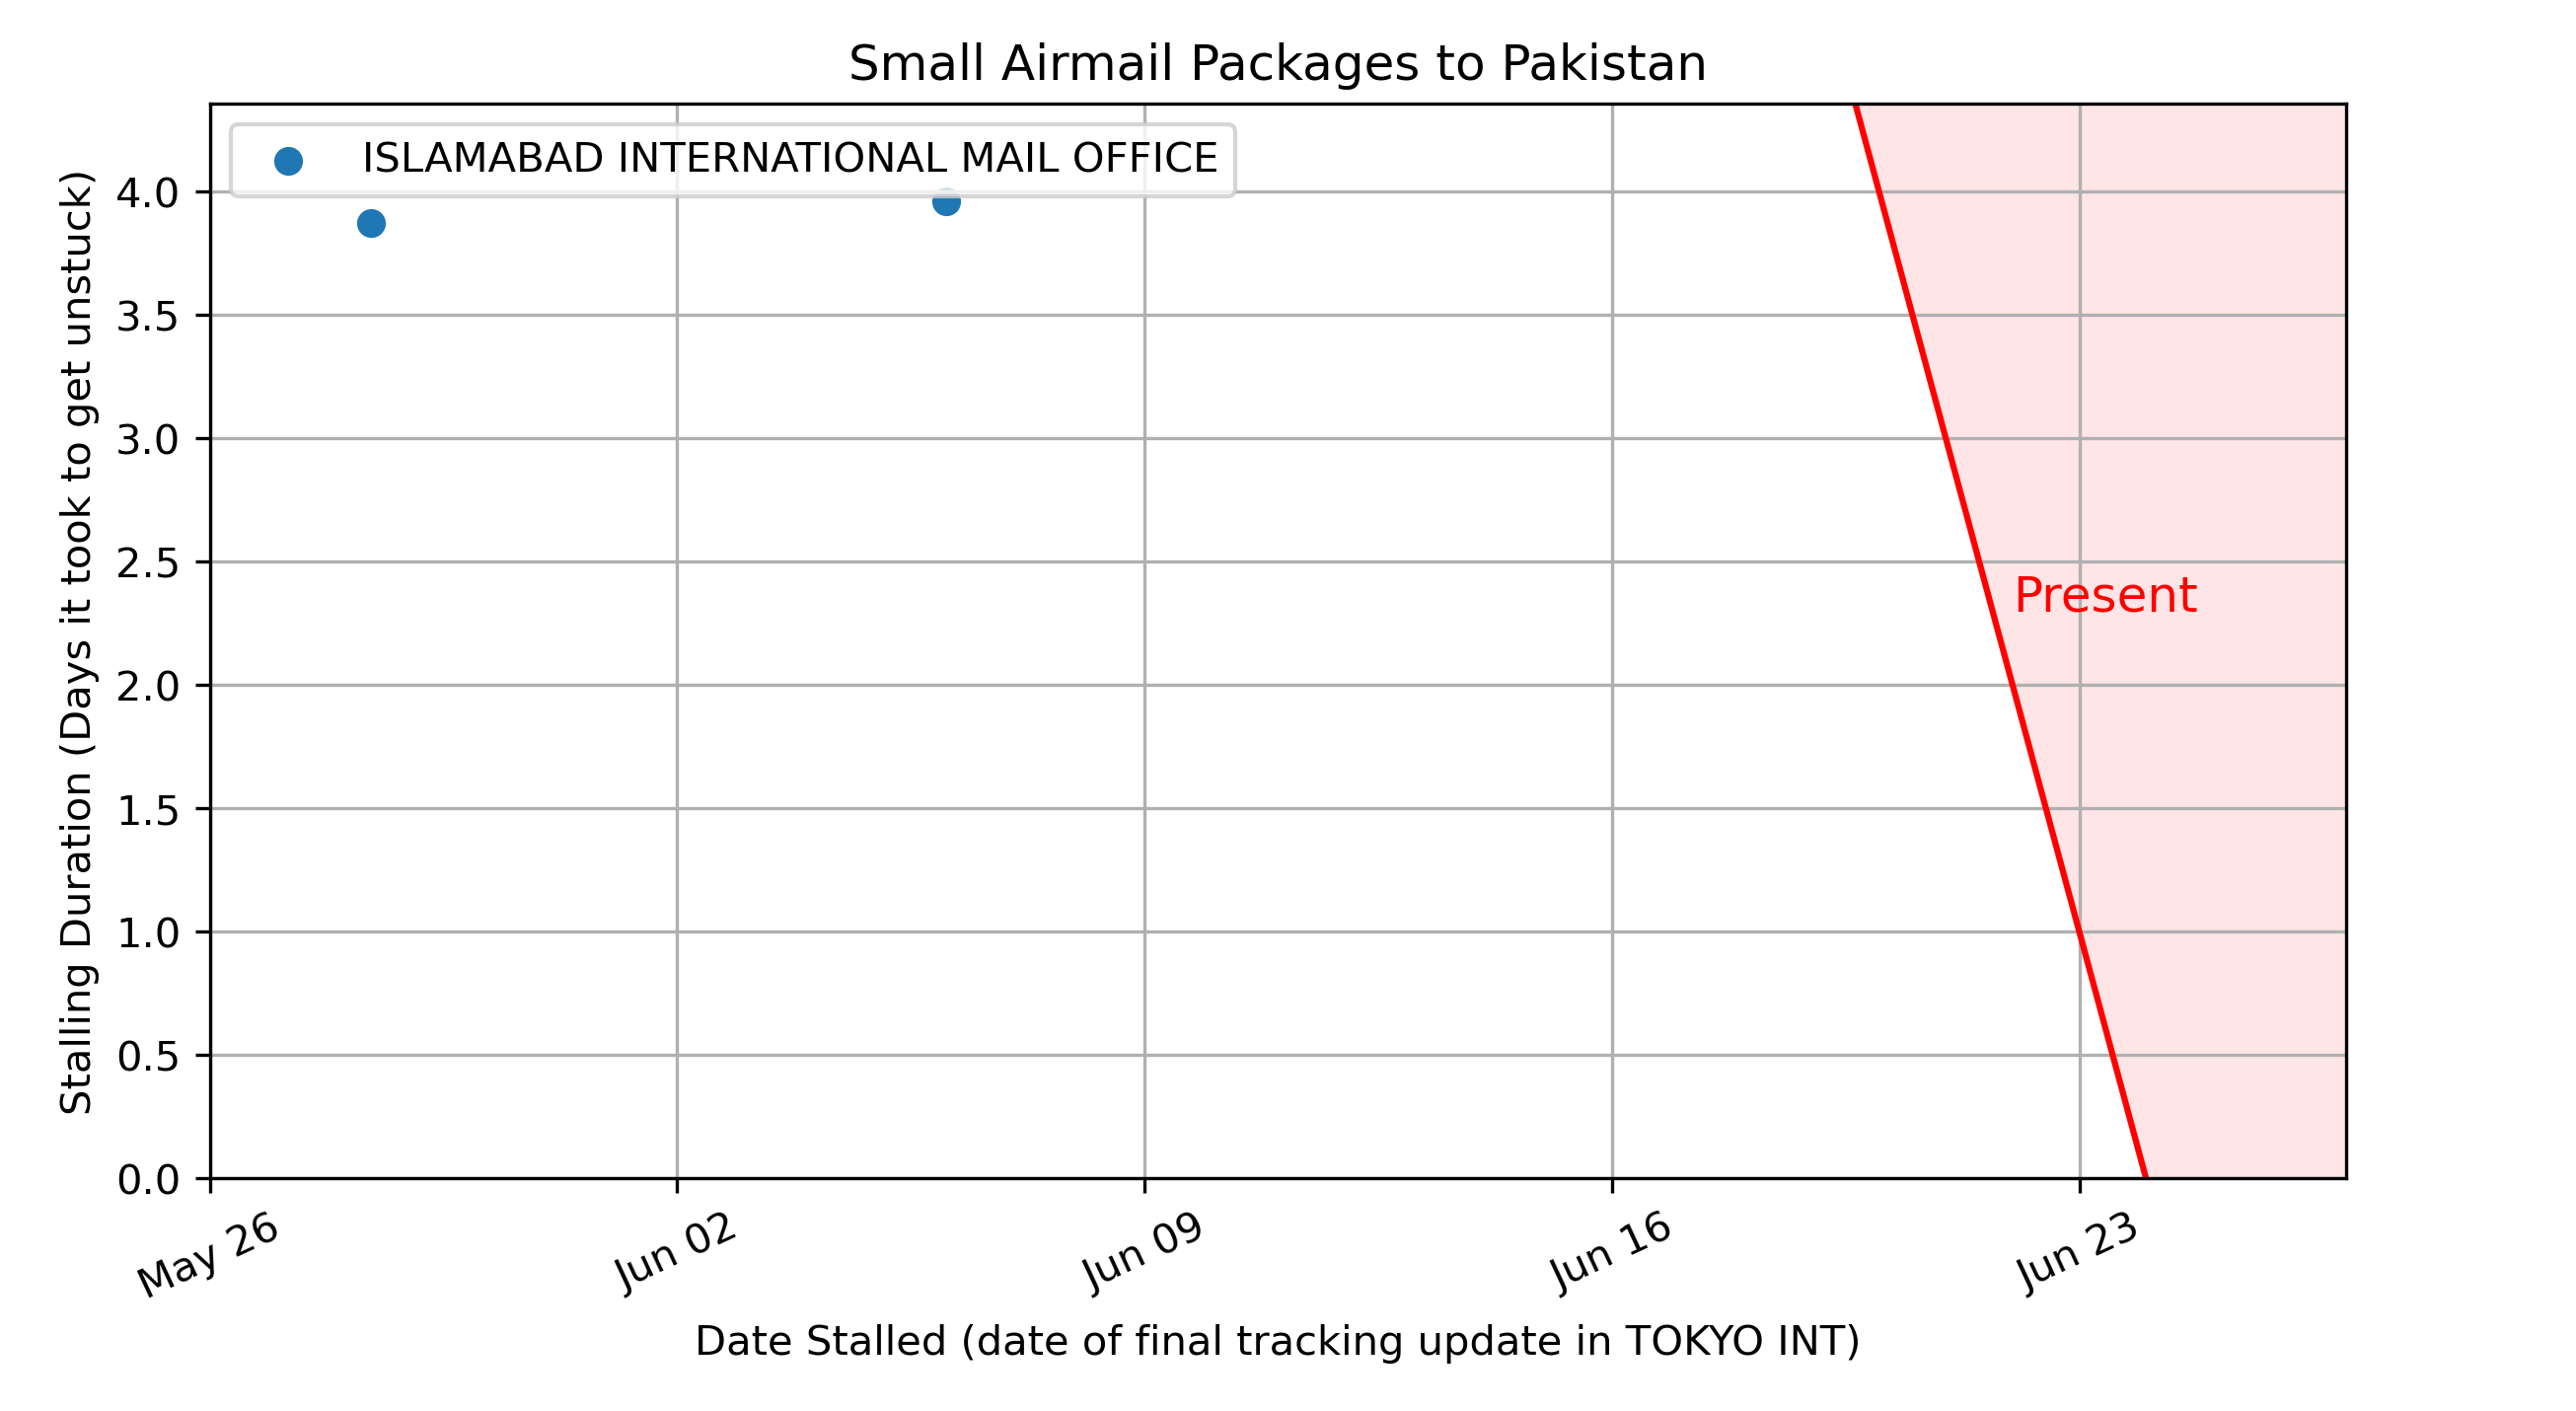 Small Airmail Packages to Pakistan
ISLAMABAD INTERNATIONAL MAIL OFFICE
Stalling Duration (Days it took to get unstuck)
4.0
3.5
3.0
2.5
2.0
1.5
1.0
0.5
0.0
Present
May 26
Jun 02
Jun 09
Jun 16
Jun 23
Date Stalled (date of final tracking update in TOKYO INT)